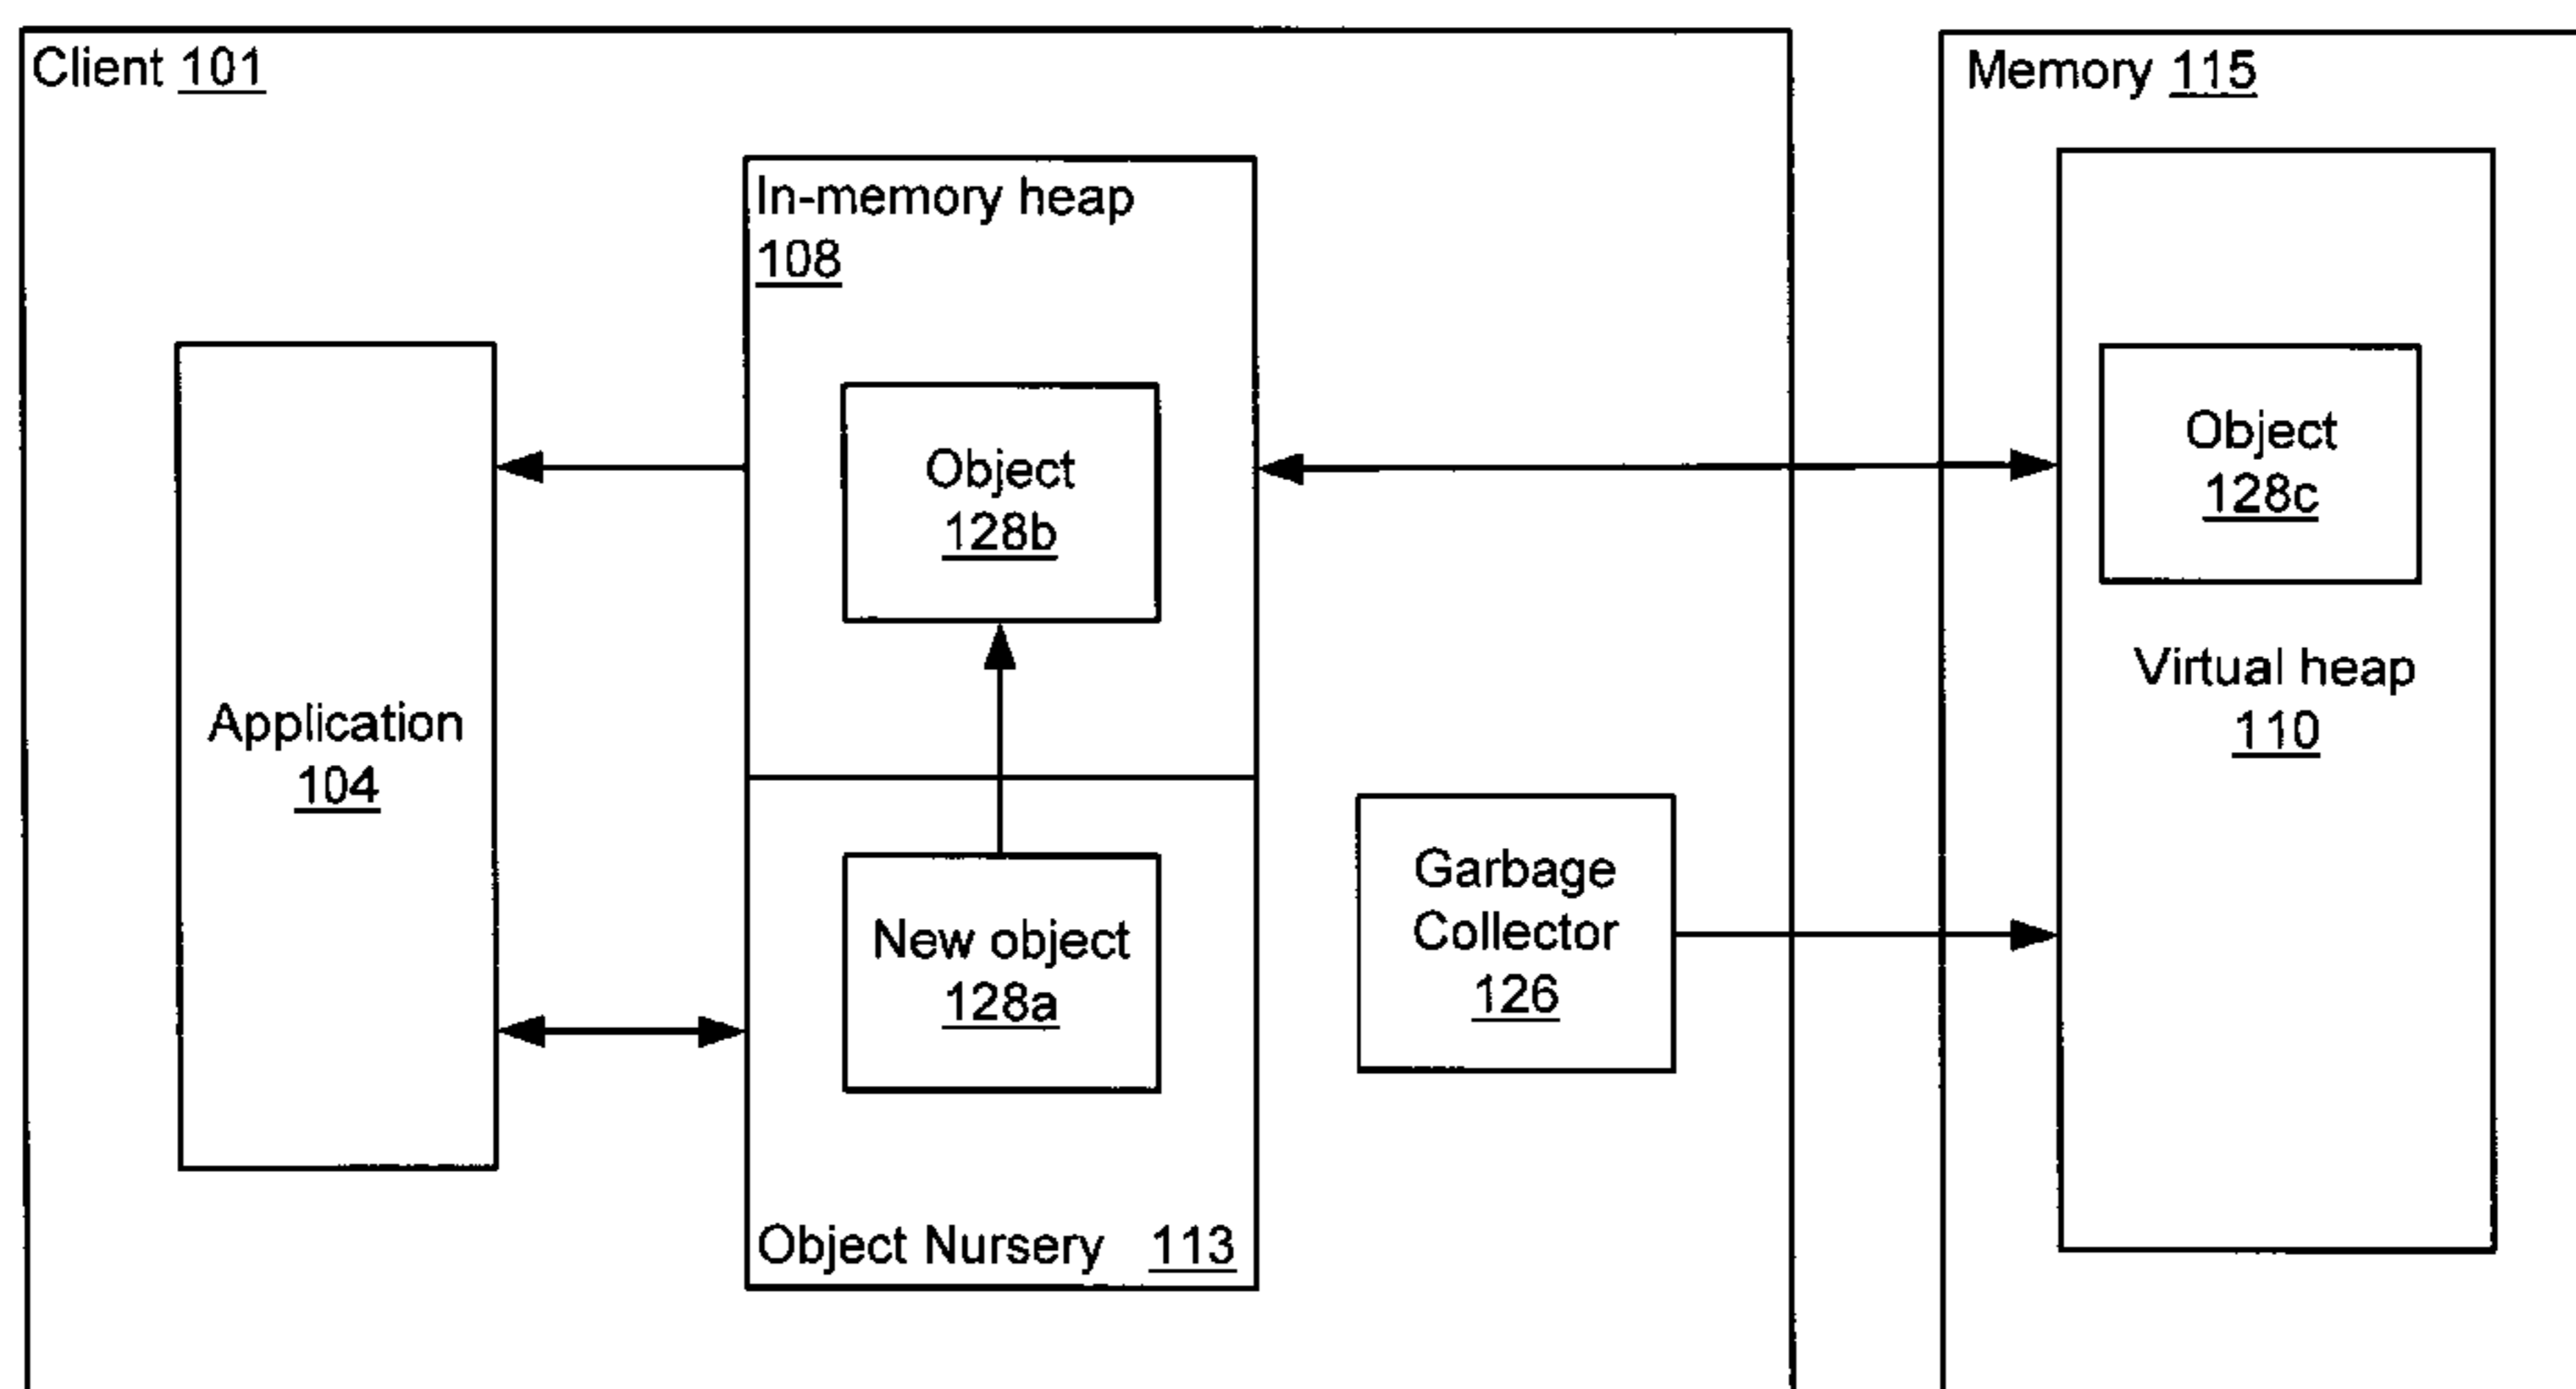 Client 101
Memory 115
In-memory heap
108
Object
128b
Object
128c
Virtual heap
110
Application
104
Garbage
Collector
126
New object
128a
Object Nursery 113